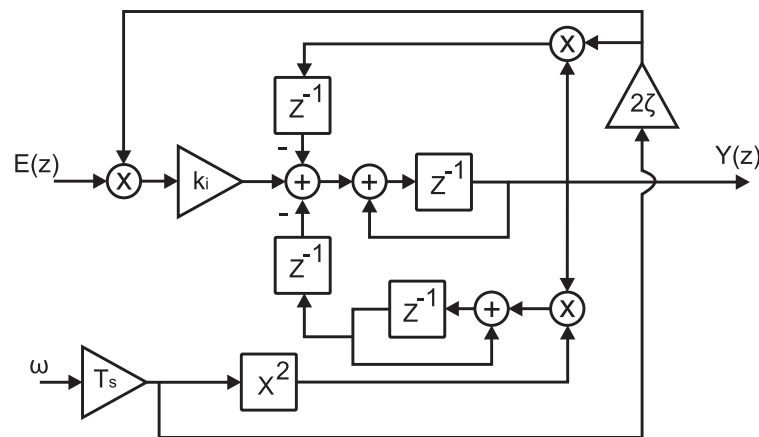 x
2ζ
Z⁻¹
E(z)
x
kᵢ
-
+
+
Z⁻¹
Y(z)
-
Z⁻¹
Z⁻¹
+
x
ω
Tₛ
X²